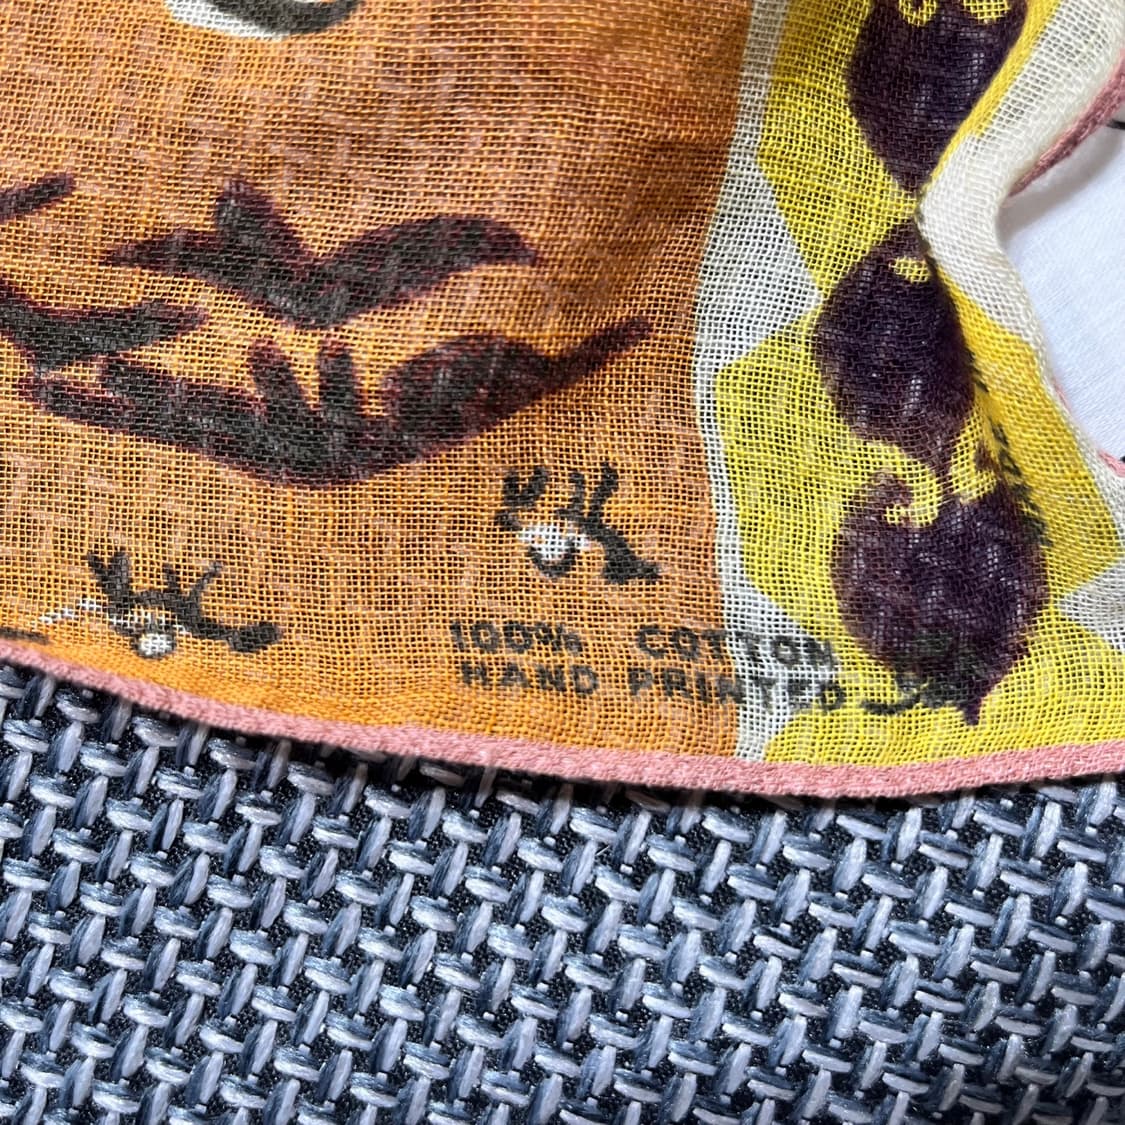 100% COTTON
HAND PRINTED